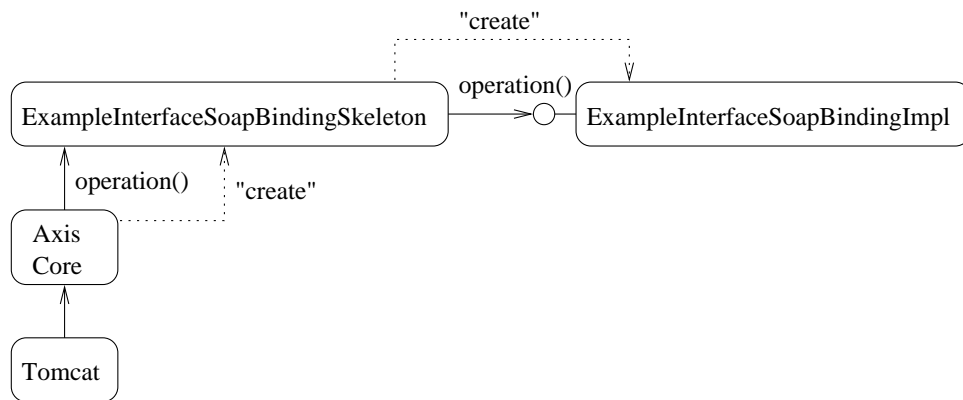 "create"
operation()
ExampleInterfaceSoapBindingSkeleton
ExampleInterfaceSoapBindingImpl
operation()
"create"
Axis
Core
Tomcat